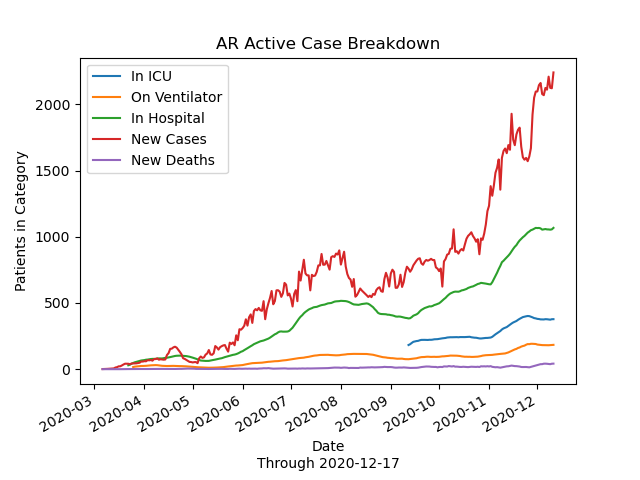 AR Active Case Breakdown
In ICU
On Ventilator
In Hospital
New Cases
New Deaths
Patients in Category
2000
1500
1000
500
0
2020-03
2020-04
2020-05
2020-06
2020-07
2020-08
2020-09
2020-10
2020-11
2020-12
Date
Through 2020-12-17